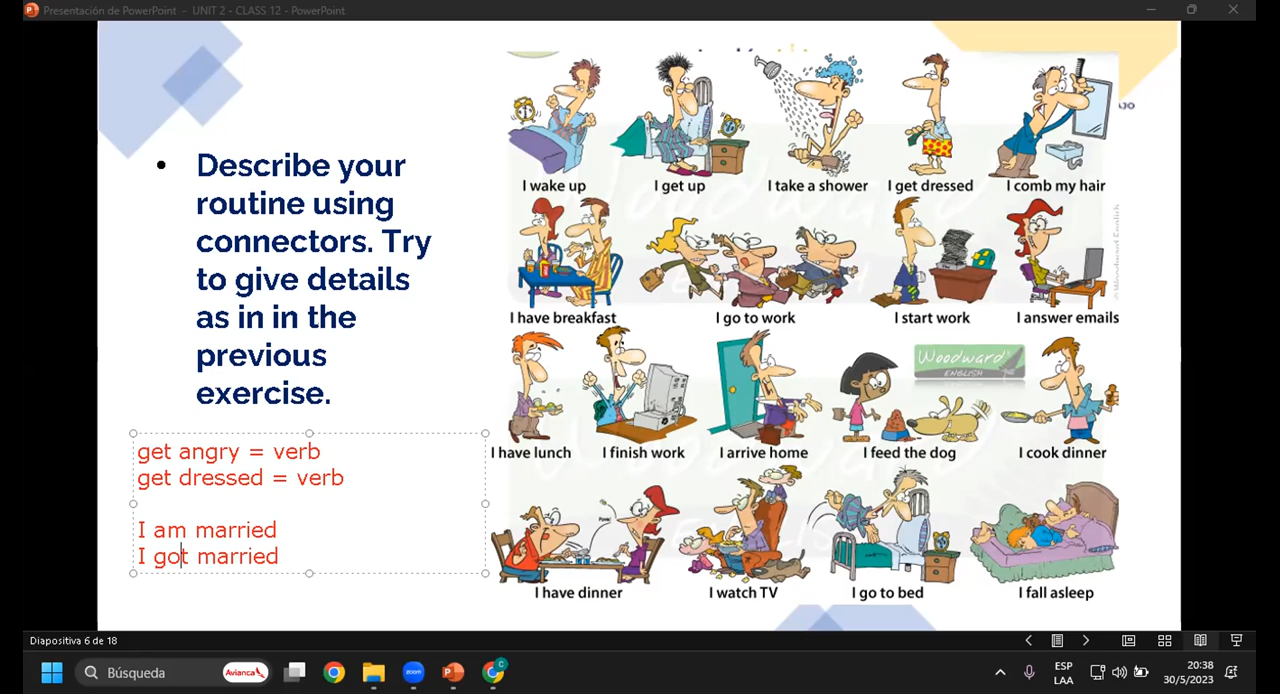 Presentación de PowerPoint - UNIT 2 - CLASS 12 - PowerPoint
• Describe your
routine using
connectors. Try
to give details
as in in the
previous
exercise.
get angry = verb
get dressed = verb
I am married
I got married
I wake up
I get up
I take a shower
I get dressed
I comb my hair
I have breakfast
I go to work
I start work
I answer emails
© Woodward English
Woodward
ENGLISH
I have lunch
I finish work
I arrive home
I feed the dog
I cook dinner
I have dinner
I watch TV
I go to bed
I fall asleep
Diapositiva 6 de 18
Búsqueda
Avianca
zoom
ESP
LAA
20:38
30/5/2023